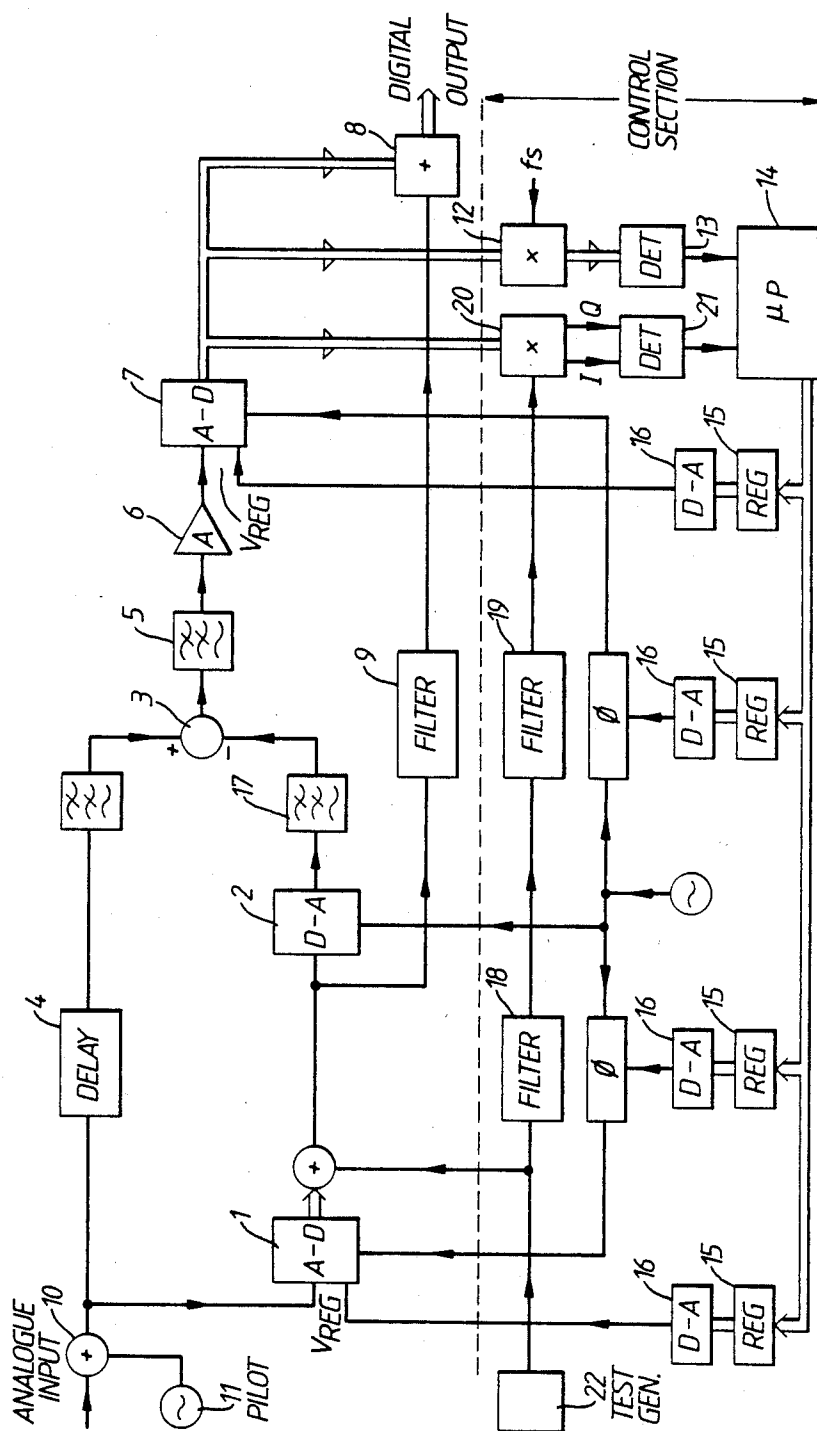 ANALOGUE
INPUT
10
+
11
PILOT
4
DELAY
1
A-D
VREG
+
2
D-A
17
3
+
-
5
6
A
VREG
7
A-D
8
+
DIGITAL
OUTPUT
9
FILTER
CONTROL
SECTION
22
TEST
GEN.
18
FILTER
19
FILTER
20
x
I
Q
12
x
fs
21
DET
13
DET
14
μP
Ø
Ø
16
D-A
15
REG
16
D-A
15
REG
16
D-A
15
REG
16
D-A
15
REG